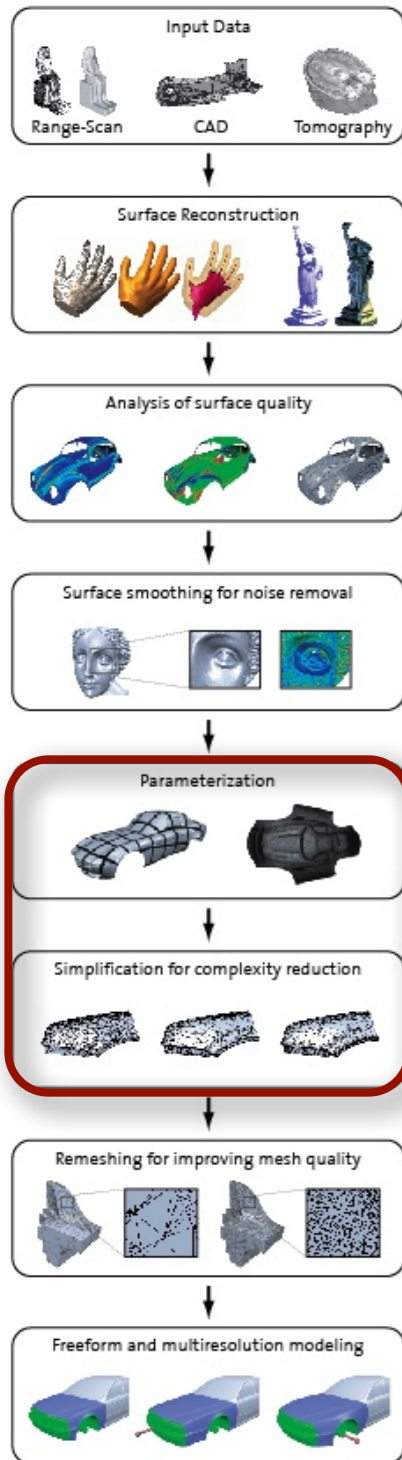 Input Data
Range-Scan CAD Tomography
Surface Reconstruction
Analysis of surface quality
Surface smoothing for noise removal
Parameterization
Simplification for complexity reduction
Remeshing for improving mesh quality
Freeform and multiresolution modeling